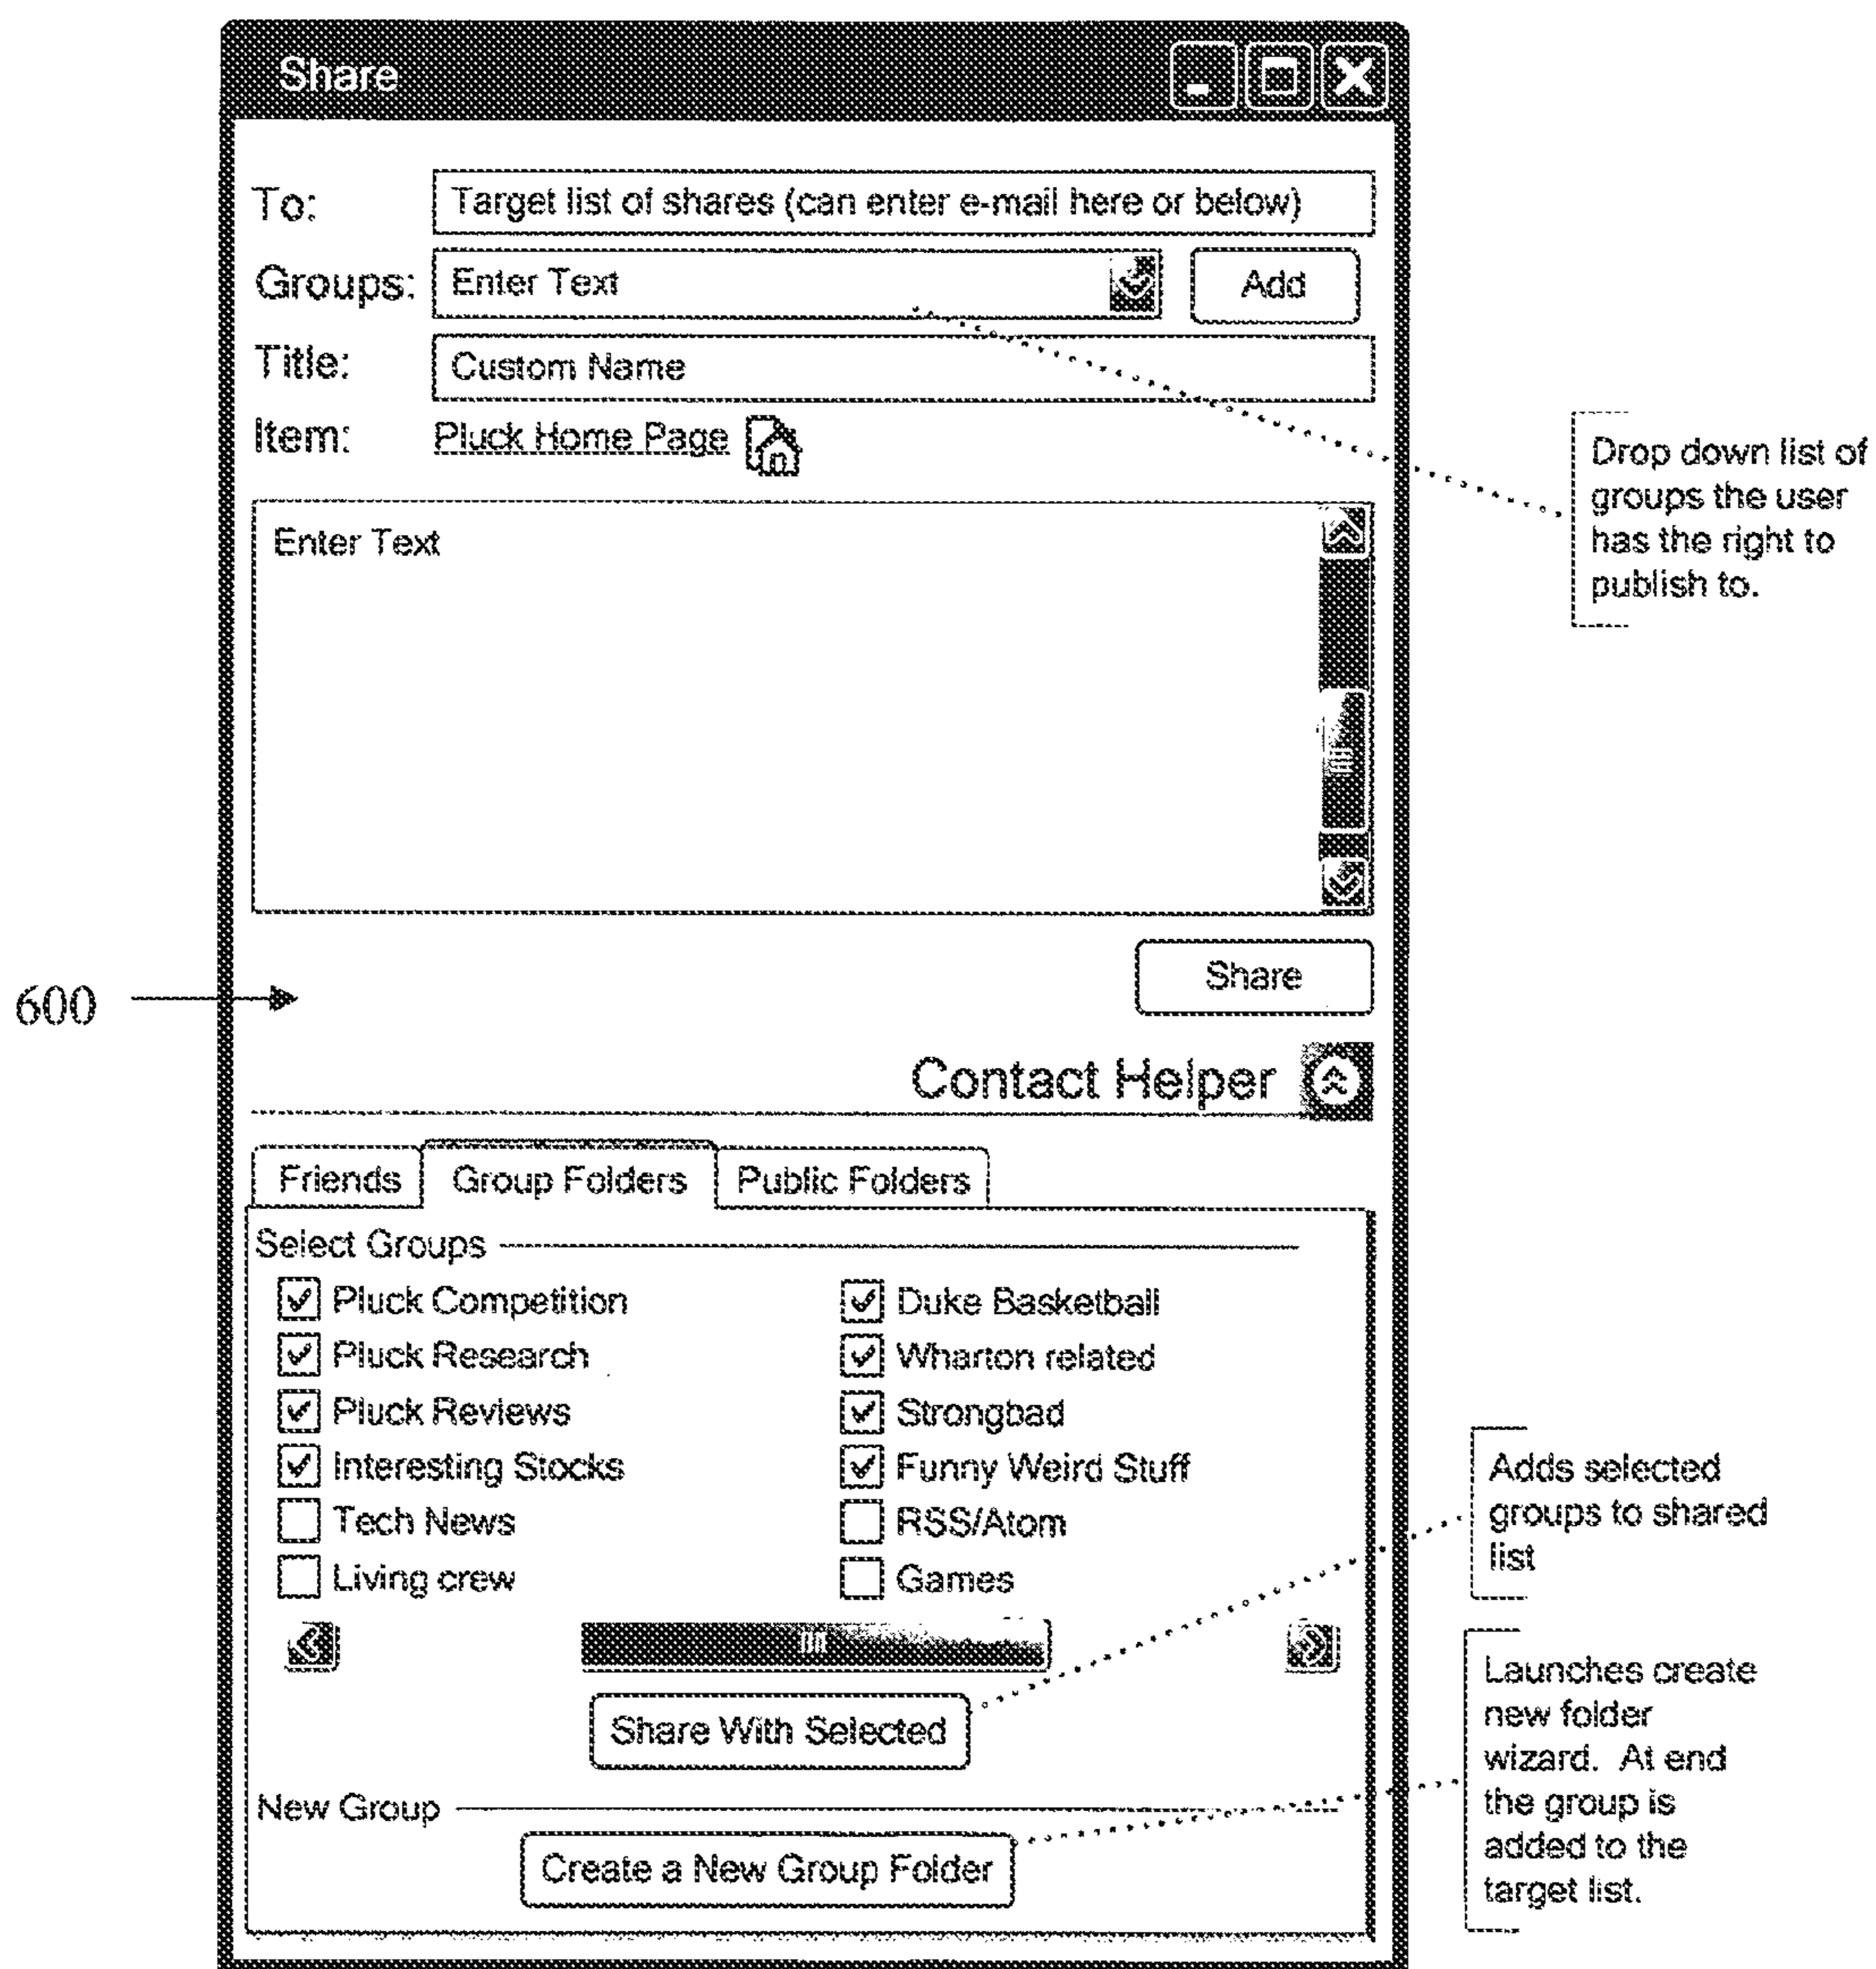 Share
To: Target list of shares (can enter e-mail here or below)
Groups: Enter Text Add
Title: Custom Name
Item: Pluck Home Page
Drop down list of
groups the user
has the right to
publish to.
Enter Text
Share
600
Contact Helper
Friends Group Folders Public Folders
Select Groups
Pluck Competition Duke Basketball
Pluck Research Wharton related
Pluck Reviews Strongbad
Interesting Stocks Funny Weird Stuff
Tech News RSS/Atom
Living crew Games
Adds selected
groups to shared
list
Share With Selected
New Group
Create a New Group Folder
Launches create
new folder
wizard. At end
the group is
added to the
target list.